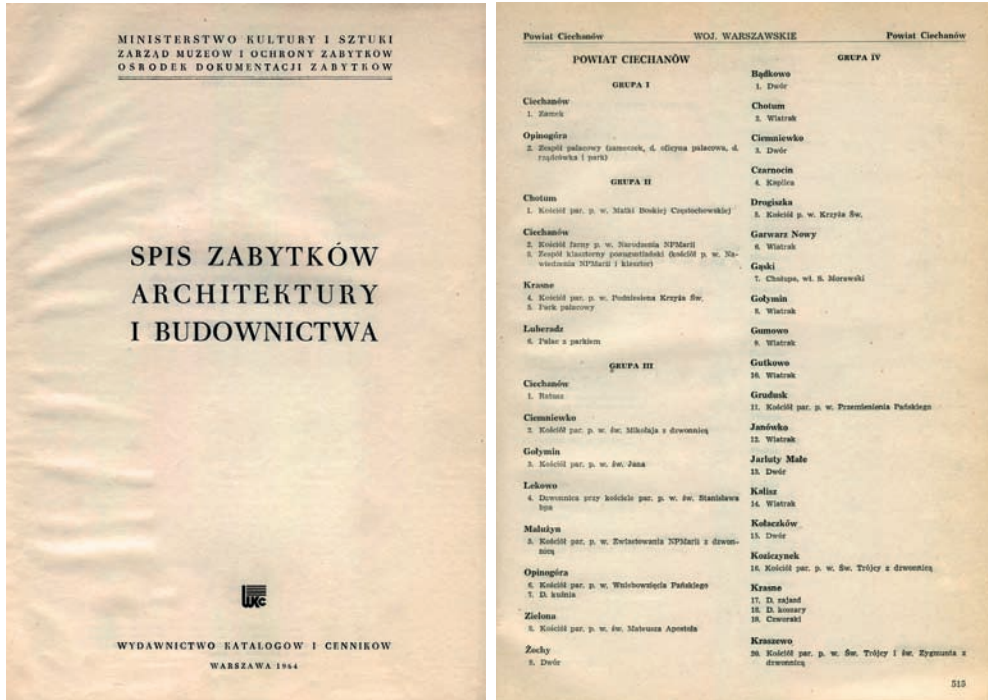 MINISTERSTWO KULTURY I SZTUKI
ZARZĄD MUZEÓW I OCHRONY ZABYTKÓW
OŚRODEK DOKUMENTACJI ZABYTKÓW
SPIS ZABYTKÓW
ARCHITEKTURY
I BUDOWNICTWA
WKC
WYDAWNICTWO KATALOGÓW I CENNIKÓW
WARSZAWA 1964
Powiat Ciechanów WOJ. WARSZAWSKIE Powiat Ciechanów
POWIAT CIECHANÓW
GRUPA I
Ciechanów
1. Zamek
Opinogóra
2. Zespół pałacowy (zameczek, d. oficyna pałacowa, d.
rządcówka i park)
GRUPA II
Chotum
1. Kościół par. p. w. Matki Boskiej Częstochowskiej
Ciechanów
2. Kościół farny p. w. Narodzenia NPMarii
3. Zespół klasztorny poaugustiański (kościół p. w. Na-
wiedzenia NPMarii i klasztor)
Krasne
4. Kościół par. p. w. Podniesiena Krzyża Św.
5. Park pałacowy
Luberadz
6. Pałac z parkiem
GRUPA III
Ciechanów
1. Ratusz
Ciemniewko
2. Kościół par. p. w. św. Mikołaja z dzwonnicą
Gołymin
3. Kościół par. p. w. św. Jana
Lekowo
4. Dzwonnica przy kościele par. p. w. św. Stanisława
bpa
Malużyn
5. Kościół par. p. w. Zwiastowania NPMarii z dzwon-
nicą
Opinogóra
6. Kościół par. p. w. Wniebowzięcia Pańskiego
7. D. kuźnia
Zielona
8. Kościół par. p. w. św. Mateusza Apostoła
Żochy
9. Dwór
GRUPA IV
Bądkowo
1. Dwór
Chotum
2. Wiatrak
Ciemniewko
3. Dwór
Czarnocin
4. Kaplica
Drogiszka
5. Kościół p. w. Krzyża Św.
Garwarz Nowy
6. Wiatrak
Gąski
7. Chałupa, wł. S. Morawski
Gołymin
8. Wiatrak
Gumowo
9. Wiatrak
Gutkowo
10. Wiatrak
Grudusk
11. Kościół par. p. w. Przemienienia Pańskiego
Janówko
12. Wiatrak
Jarluty Małe
13. Dwór
Kalisz
14. Wiatrak
Kołaczków
15. Dwór
Koziczynek
16. Kościół par. p. w. Św. Trójcy z dzwonnicą
Krasne
17. D. zajazd
18. D. koszary
19. Czworaki
Kraszewo
20. Kościół par. p. w. Św. Trójcy i św. Zygmunta z
dzwonnicą
515